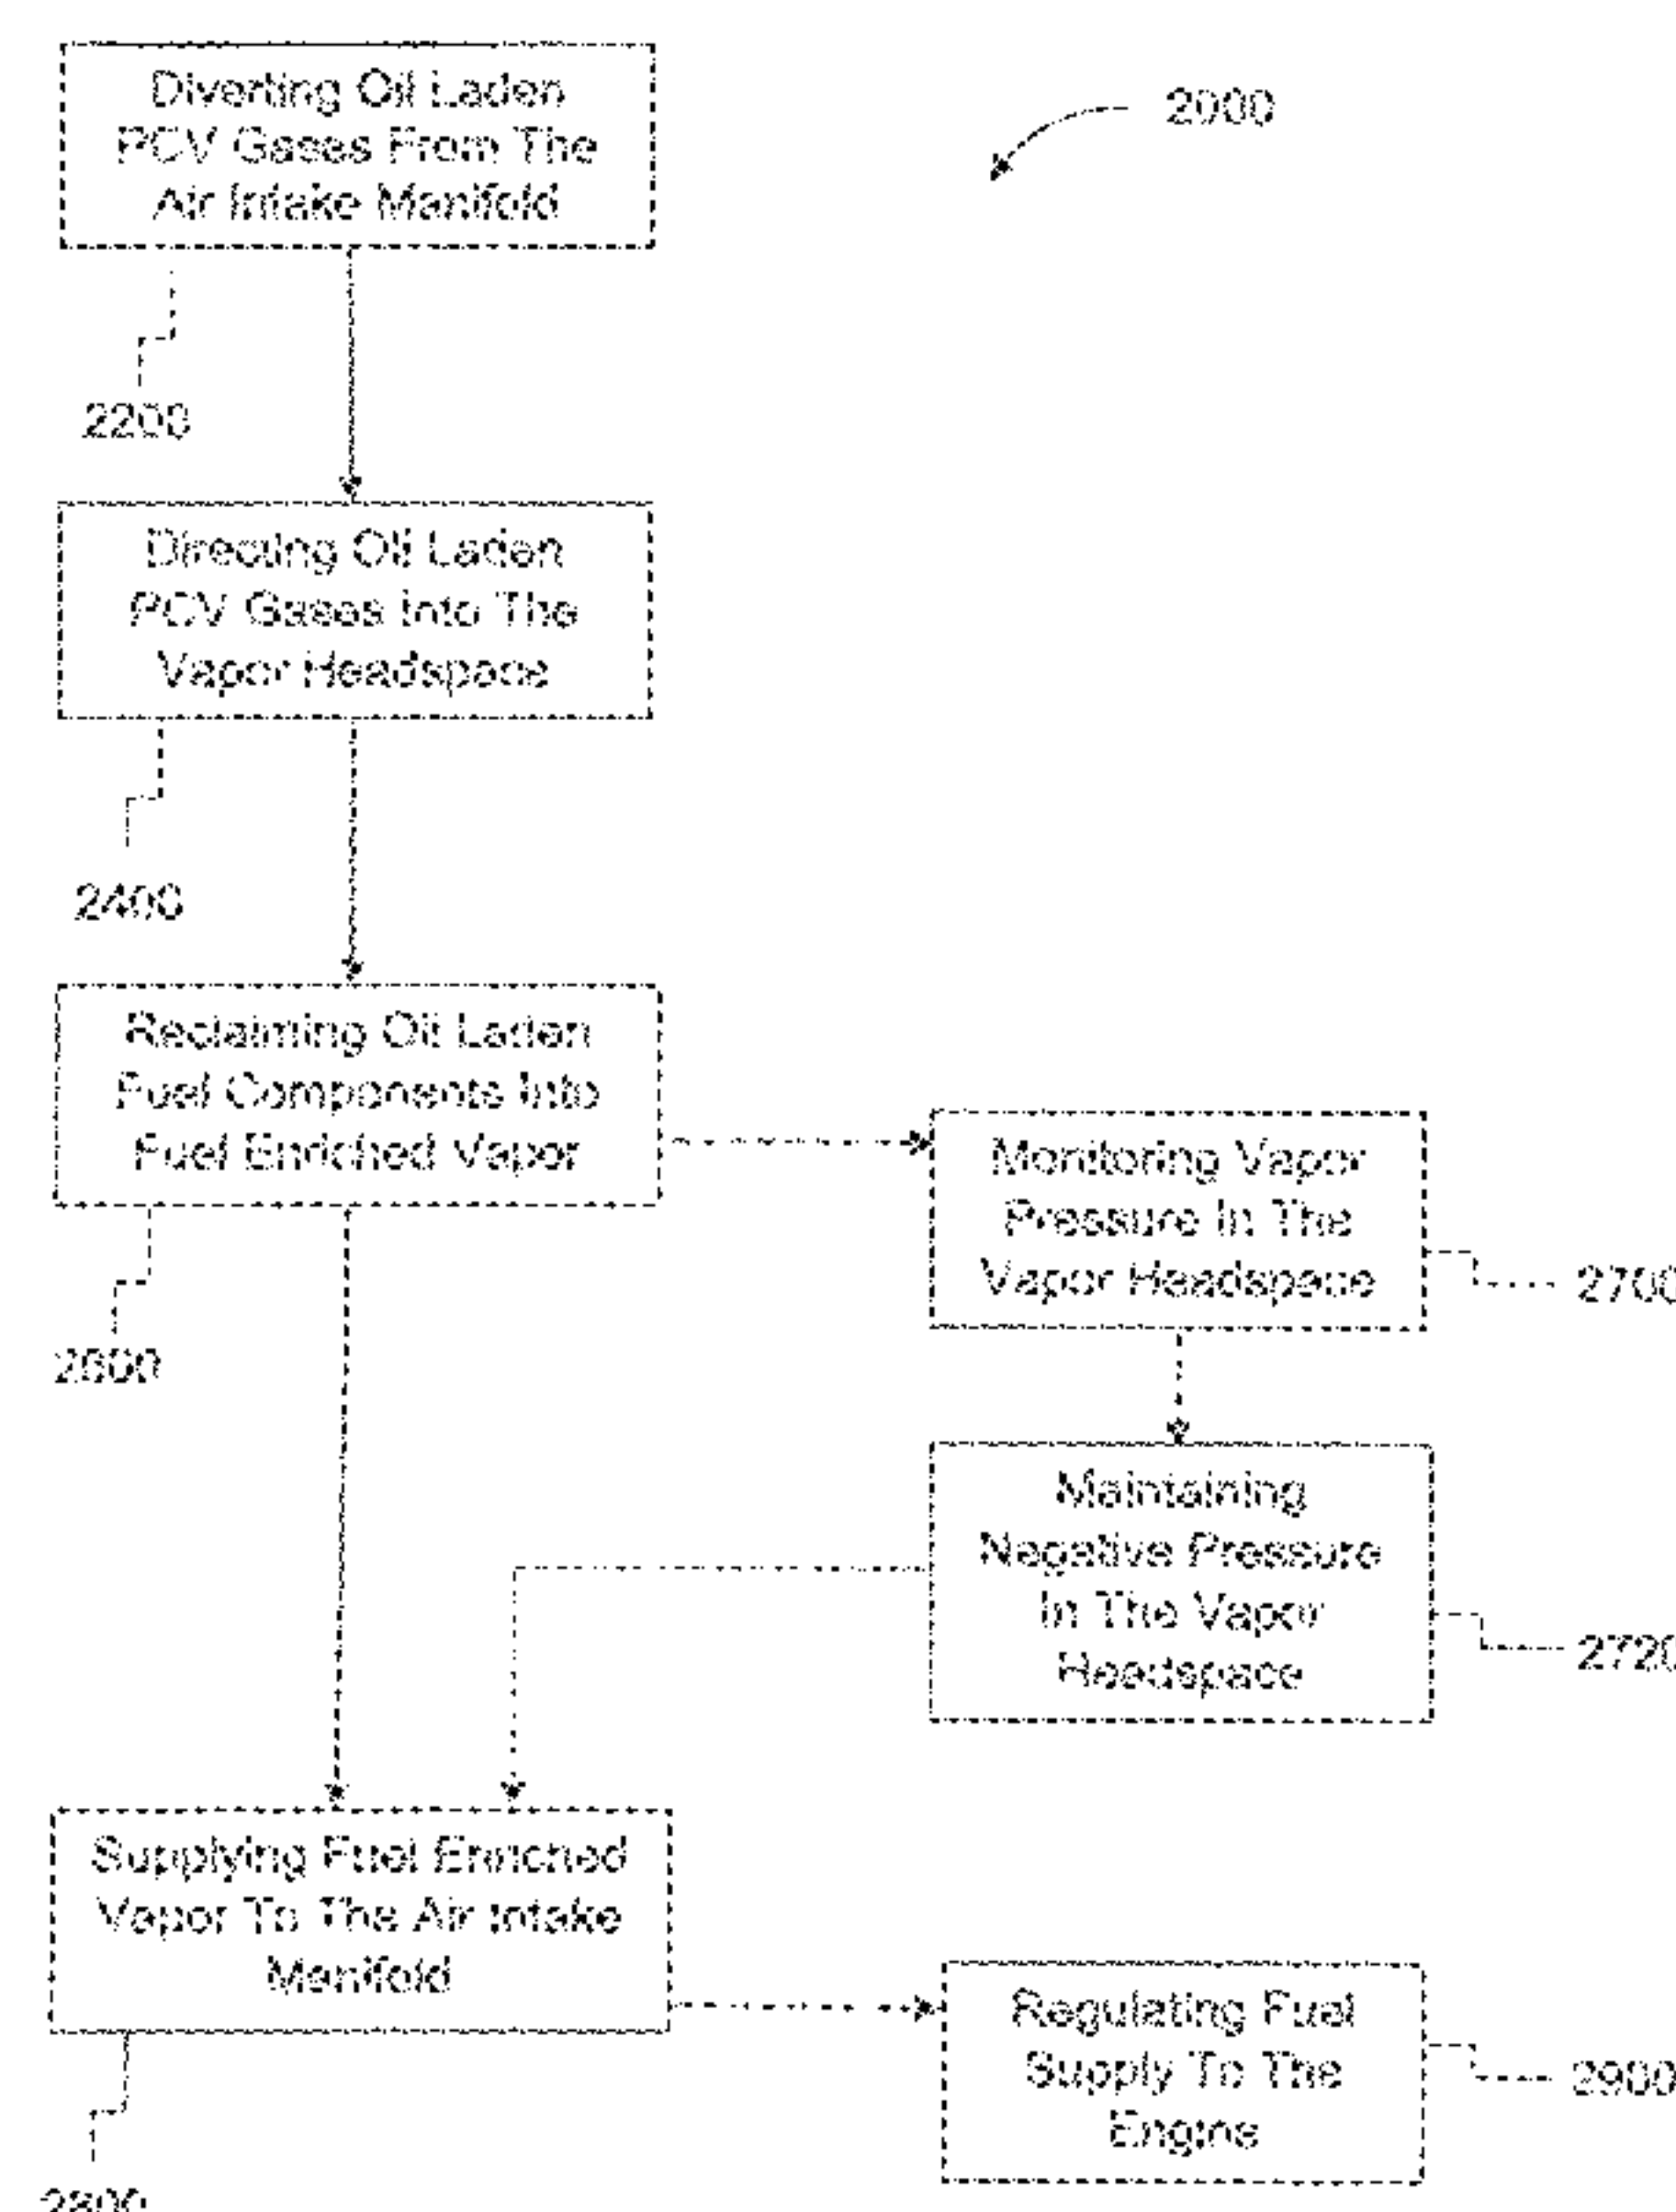 Diverting Oil Laden
PCV Gases From The
Air Intake Manifold
2000
2200
Directing Oil Laden
PCV Gases Into The
Vapor Headspace
2400
Reclaiming Oil Laden
Fuel Components Into
Fuel Enriched Vapor
2600
Monitoring Vapor
Pressure In The
Vapor Headspace
2700
Maintaining
Negative Pressure
In The Vapor
Headspace
2720
Supplying Fuel Enriched
Vapor To The Air Intake
Manifold
2800
Regulating Fuel
Supply To The
Engine
2900